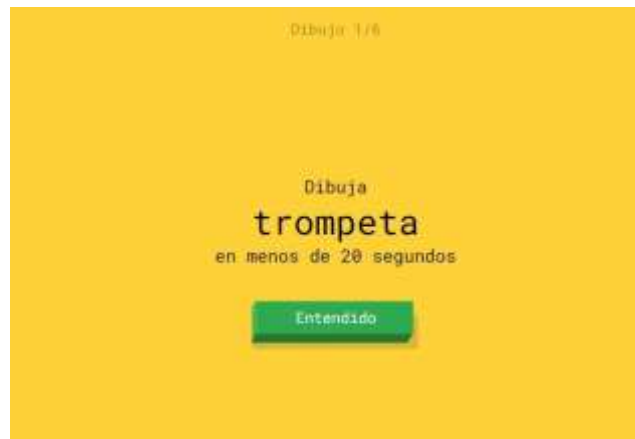 Dibujo 1/6
Dibuja
trompeta
en menos de 20 segundos
Entendido